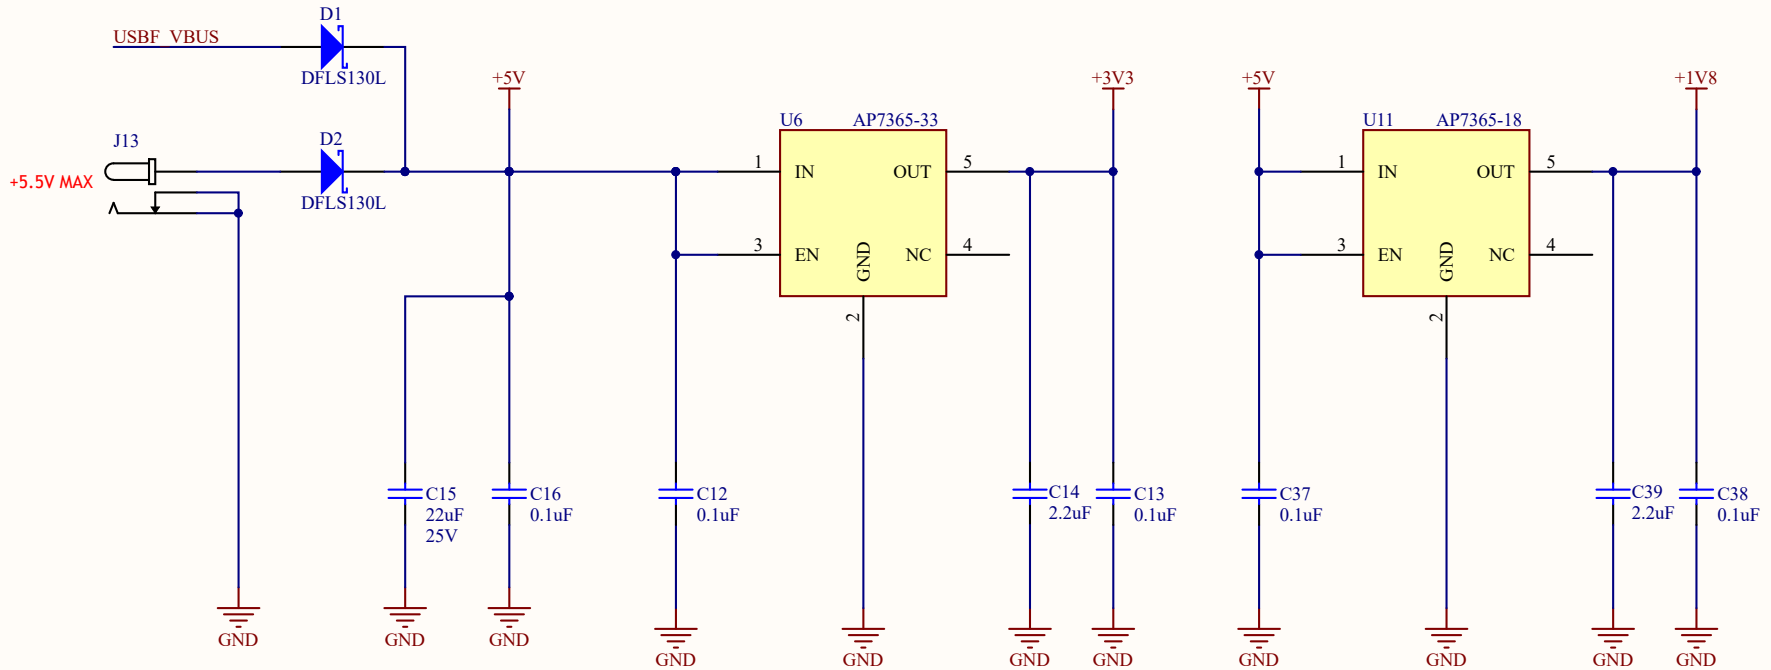 D1
USBF_VBUS
DFLS130L
+5V
+3V3
+5V
+1V8
J13
+5.5V MAX
D2
DFLS130L
U6 AP7365-33
1 IN OUT 5
3 EN GND NC 4
2
U11 AP7365-18
1 IN OUT 5
3 EN GND NC 4
2
C15
22uF
25V
C16
0.1uF
C12
0.1uF
C14
2.2uF
C13
0.1uF
C37
0.1uF
C39
2.2uF
C38
0.1uF
GND
GND
GND
GND
GND
GND
GND
GND
GND
GND
GND